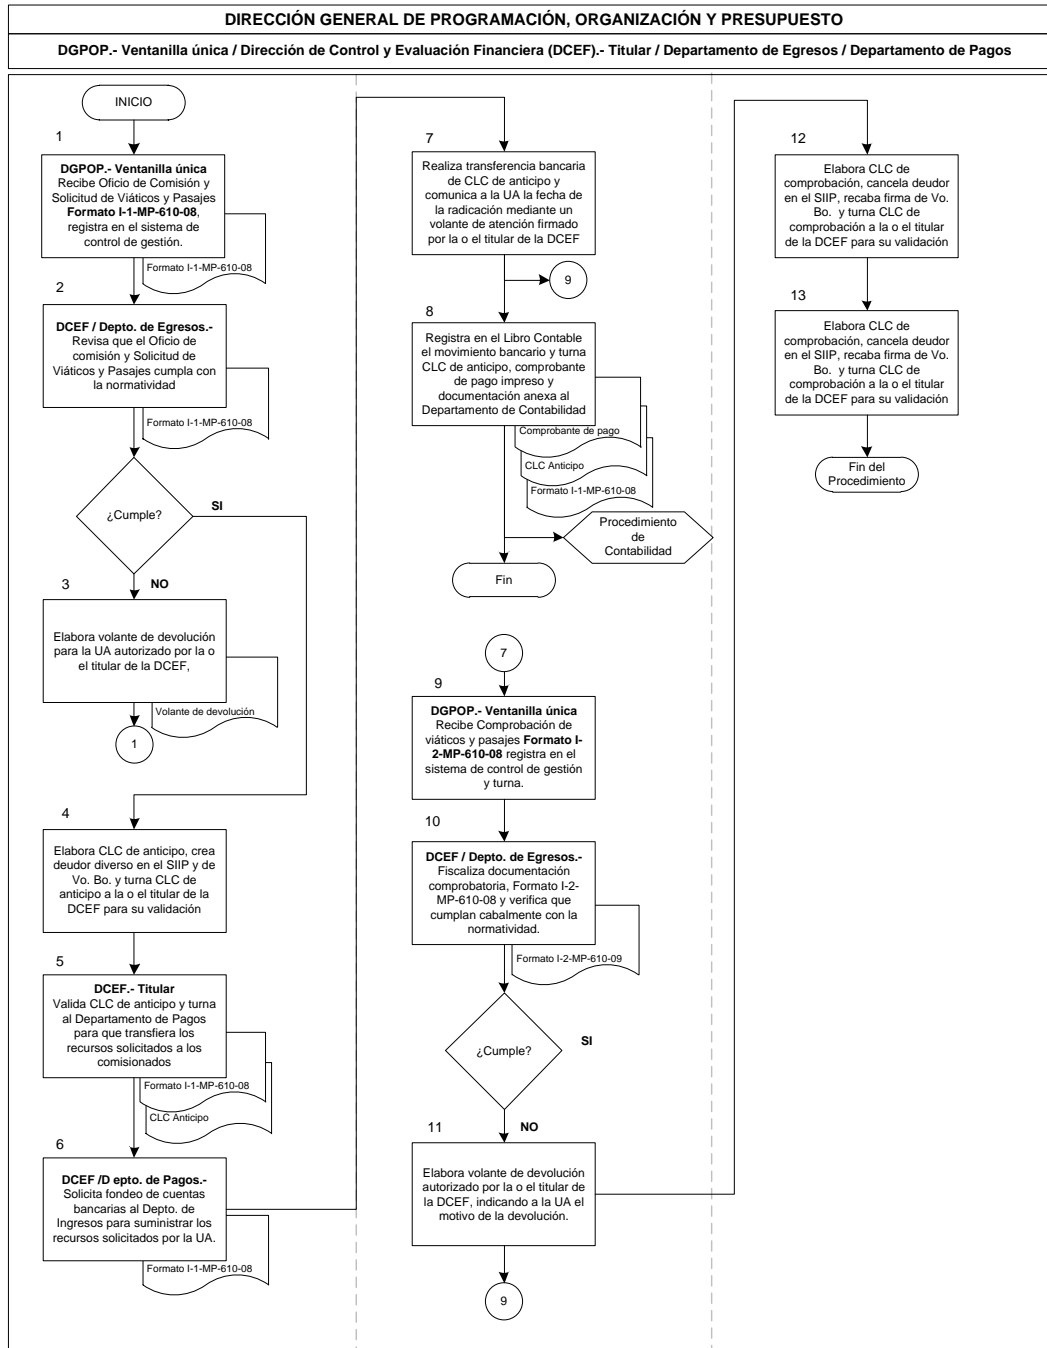 DIRECCIÓN GENERAL DE PROGRAMACIÓN, ORGANIZACIÓN Y PRESUPUESTO
DGPOP.- Ventanilla única / Dirección de Control y Evaluación Financiera (DCEF).- Titular / Departamento de Egresos / Departamento de Pagos
INICIO
1
DGPOP.- Ventanilla única
Recibe Oficio de Comisión y
Solicitud de Viáticos y Pasajes
Formato I-1-MP-610-08,
registra en el sistema de
control de gestión.
Formato I-1-MP-610-08
2
DCEF / Depto. de Egresos.-
Revisa que el Oficio de
comisión y Solicitud de
Viáticos y Pasajes cumpla con
la normatividad
Formato I-1-MP-610-08
¿Cumple?
SI
NO
3
Elabora volante de devolución
para la UA autorizado por la o
el titular de la DCEF,
Volante de devolución
1
4
Elabora CLC de anticipo, crea
deudor diverso en el SIIP y de
Vo. Bo. y turna CLC de
anticipo a la o el titular de la
DCEF para su validación
5
DCEF.- Titular
Valida CLC de anticipo y turna
al Departamento de Pagos
para que transfiera los
recursos solicitados a los
comisionados
Formato I-1-MP-610-08
CLC Anticipo
6
DCEF /D epto. de Pagos.-
Solicita fondeo de cuentas
bancarias al Depto. de
Ingresos para suministrar los
recursos solicitados por la UA.
Formato I-1-MP-610-08
7
Realiza transferencia bancaria
de CLC de anticipo y
comunica a la UA la fecha de
la radicación mediante un
volante de atención firmado
por la o el titular de la DCEF
9
8
Registra en el Libro Contable
el movimiento bancario y turna
CLC de anticipo, comprobante
de pago impreso y
documentación anexa al
Departamento de Contabilidad
Comprobante de pago
CLC Anticipo
Formato I-1-MP-610-08
Procedimiento
de
Contabilidad
Fin
7
9
DGPOP.- Ventanilla única
Recibe Comprobación de
viáticos y pasajes Formato I-
2-MP-610-08 registra en el
sistema de control de gestión
y turna.
10
DCEF / Depto. de Egresos.-
Fiscaliza documentación
comprobatoria, Formato I-2-
MP-610-08 y verifica que
cumplan cabalmente con la
normatividad.
Formato I-2-MP-610-09
¿Cumple?
SI
NO
11
Elabora volante de devolución
autorizado por la o el titular de
la DCEF, indicando a la UA el
motivo de la devolución.
9
12
Elabora CLC de
comprobación, cancela deudor
en el SIIP, recaba firma de Vo.
Bo. y turna CLC de
comprobación a la o el titular
de la DCEF para su validación
13
Elabora CLC de
comprobación, cancela deudor
en el SIIP, recaba firma de Vo.
Bo. y turna CLC de
comprobación a la o el titular
de la DCEF para su validación
Fin del
Procedimiento